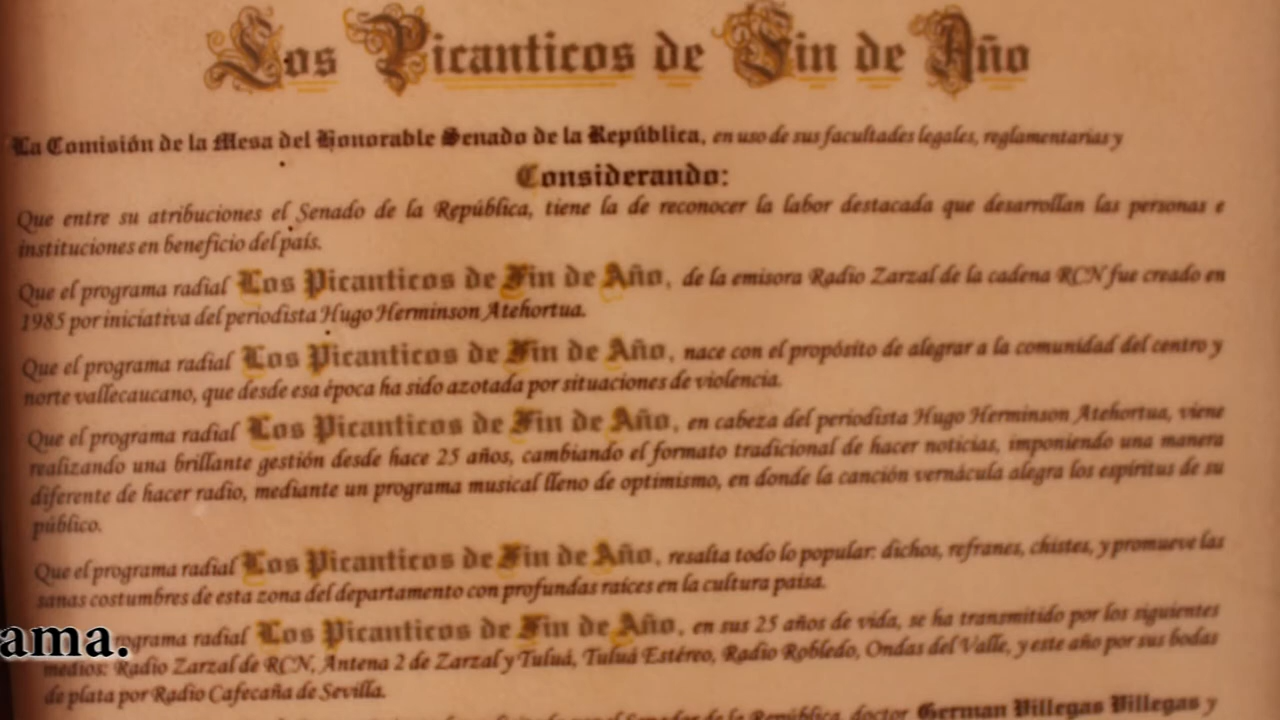 Los Picanticos de Fin de Año
La Comisión de la Mesa del Honorable Senado de la República, en uso de sus facultades legales, reglamentarias y
Considerando:
Que entre su atribuciones el Senado de la República, tiene la de reconocer la labor destacada que desarrollan las personas e
instituciones en beneficio del país.
Que el programa radial Los Picanticos de Fin de Año, de la emisora Radio Zarzal de la cadena RCN fue creado en
1985 por iniciativa del periodista Hugo Herminson Atehortua.
Que el programa radial Los Picanticos de Fin de Año, nace con el propósito de alegrar a la comunidad del centro y
norte vallecaucano, que desde esa época ha sido azotada por situaciones de violencia.
Que el programa radial Los Picanticos de Fin de Año, en cabeza del periodista Hugo Herminson Atehortua, viene
realizando una brillante gestión desde hace 25 años, cambiando el formato tradicional de hacer noticias, imponiendo una manera
diferente de hacer radio, mediante un programa musical lleno de optimismo, en donde la canción vernácula alegra los espíritus de su
público.
Que el programa radial Los Picanticos de Fin de Año, resalta todo lo popular: dichos, refranes, chistes, y promueve las
sanas costumbres de esta zona del departamento con profundas raíces en la cultura paisa.
ama. rograma radial Los Picanticos de Fin de Año, en sus 25 años de vida, se ha transmitido por los siguientes
medios: Radio Zarzal de RCN, Antena 2 de Zarzal y Tuluá, Tuluá Estéreo, Radio Robledo, Ondas del Valle, y este año por sus bodas
de plata por Radio Cafecaña de Sevilla.
Senado de la República, doctor German Villegas Villegas y